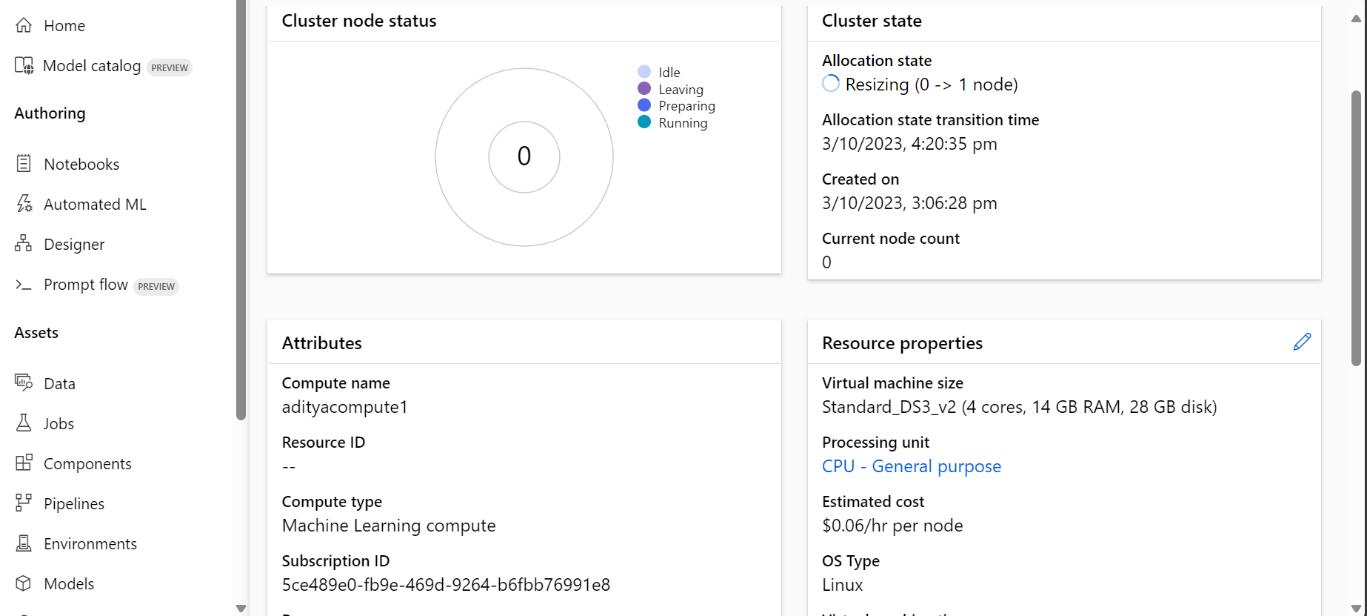 Home
Model catalog PREVIEW
Authoring
Notebooks
Automated ML
Designer
Prompt flow PREVIEW
Assets
Data
Jobs
Components
Pipelines
Environments
Models
Cluster node status
0
Idle
Leaving
Preparing
Running
Cluster state
Allocation state
Resizing (0 -> 1 node)
Allocation state transition time
3/10/2023, 4:20:35 pm
Created on
3/10/2023, 3:06:28 pm
Current node count
0
Attributes
Compute name
adityacompute1
Resource ID
--
Compute type
Machine Learning compute
Subscription ID
5ce489e0-fb9e-469d-9264-b6fbb76991e8
Resource properties
Virtual machine size
Standard_DS3_v2 (4 cores, 14 GB RAM, 28 GB disk)
Processing unit
CPU - General purpose
Estimated cost
$0.06/hr per node
OS Type
Linux